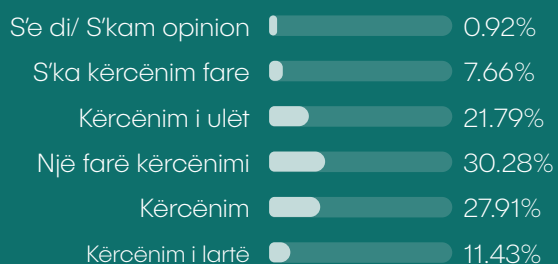 S'e di/ S'kam opinion 0.92%
S'ka kërcënim fare 7.66%
Kërcënim i ulët 21.79%
Një farë kërcënimi 30.28%
Kërcënim 27.91%
Kërcënim i lartë 11.43%